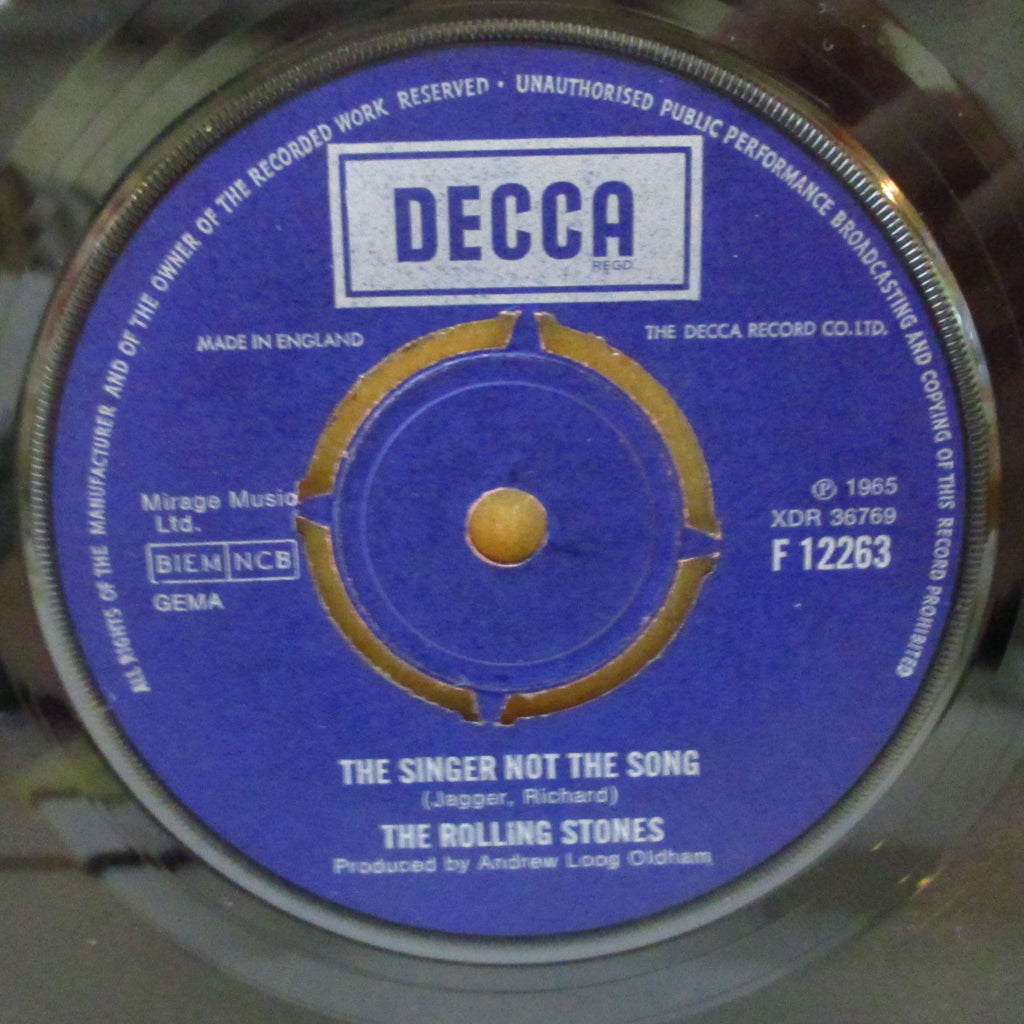 ALL RIGHTS OF THE MANUFACTURER AND OF THE OWNER OF THE RECORDED WORK RESERVED · UNAUTHORISED PUBLIC PERFORMANCE BROADCASTING AND COPYING OF THIS RECORD PROHIBITED
DECCA
REGD.
MADE IN ENGLAND
THE DECCA RECORD CO. LTD.
Mirage Music
Ltd.
BIEM NCB
GEMA
℗ 1965
XDR 36769
F 12263
THE SINGER NOT THE SONG
(Jagger, Richard)
THE ROLLING STONES
Produced by Andrew Loog Oldham